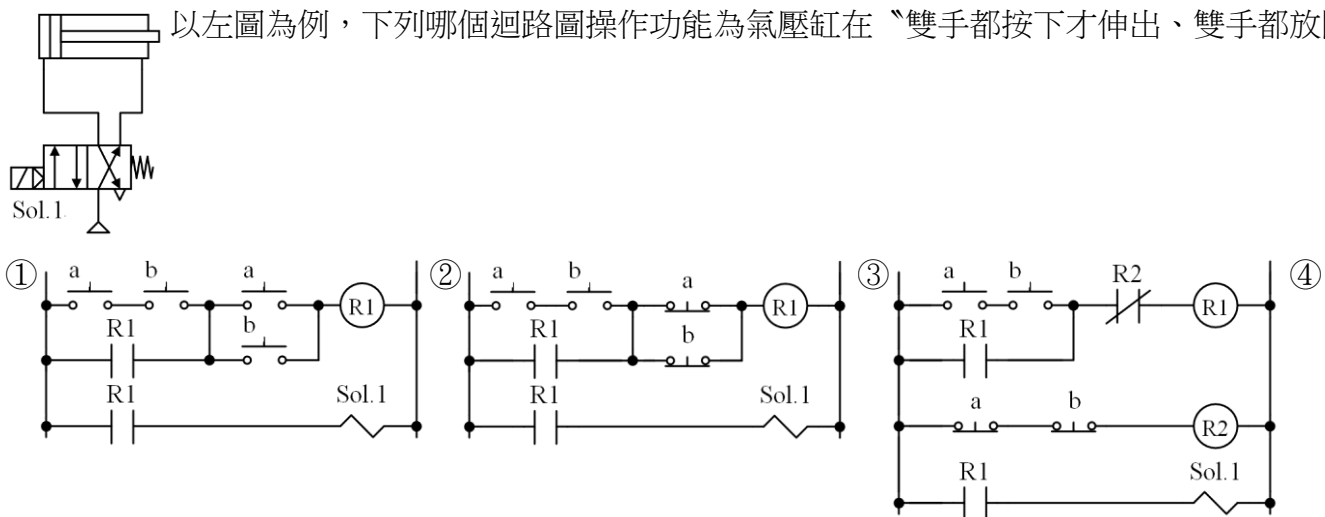 以左圖為例，下列哪個迴路圖操作功能為氣壓缸在〝雙手都按下才伸出、雙手都放
Sol.1
① a b a R1
② a b a R1
③ a b R2 R1
④
R1 b
R1 b
R1
R1 Sol.1
R1 Sol.1
a b R2
R1 Sol.1